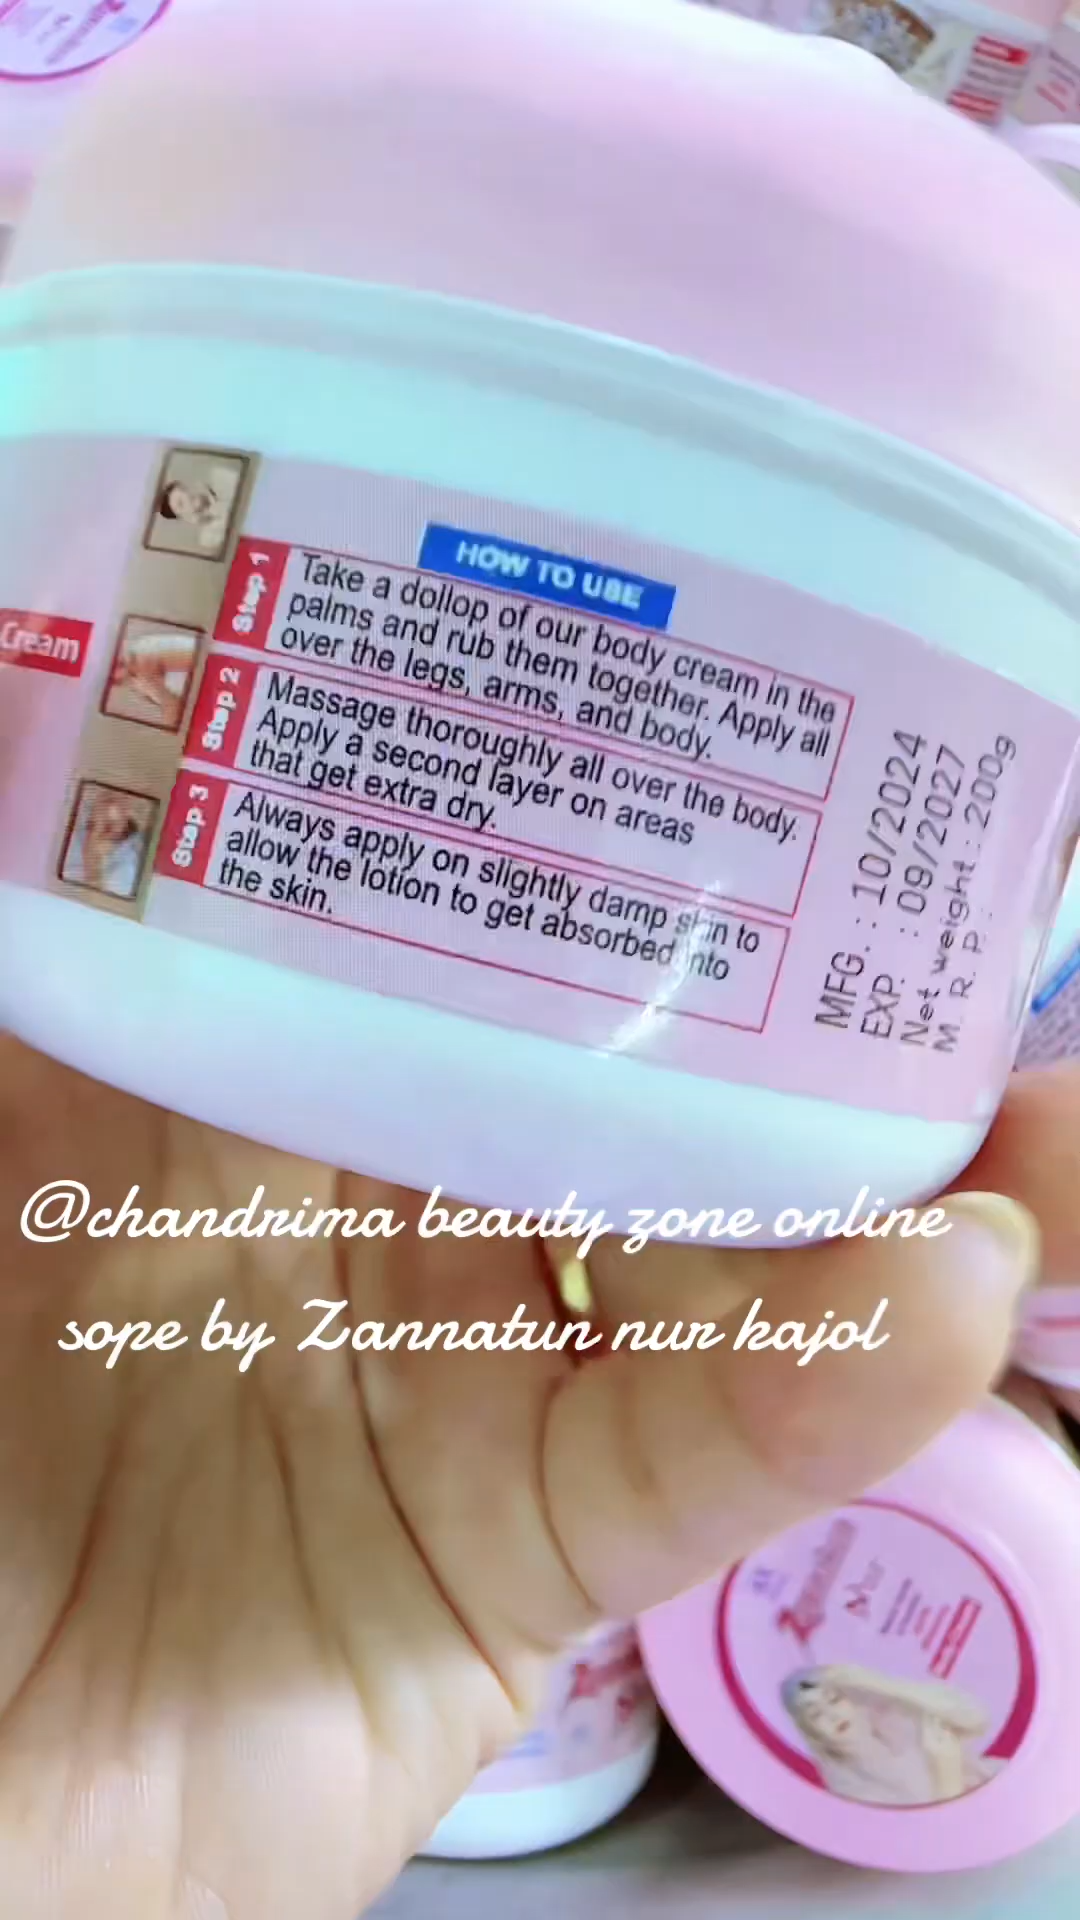 Cream
HOW TO USE
Step 1
Take a dollop of our body cream in the
palms and rub them together. Apply all
over the legs, arms, and body.
Step 2
Massage thoroughly all over the body.
Apply a second layer on areas
that get extra dry.
Step 3
Always apply on slightly damp skin to
allow the lotion to get absorbed into
the skin.
MFG. : 10/2024
EXP. : 09/2027
Net weight : 200g
M. R. P :
@chandrima beauty zone online
sope by Zannatun nur kajol